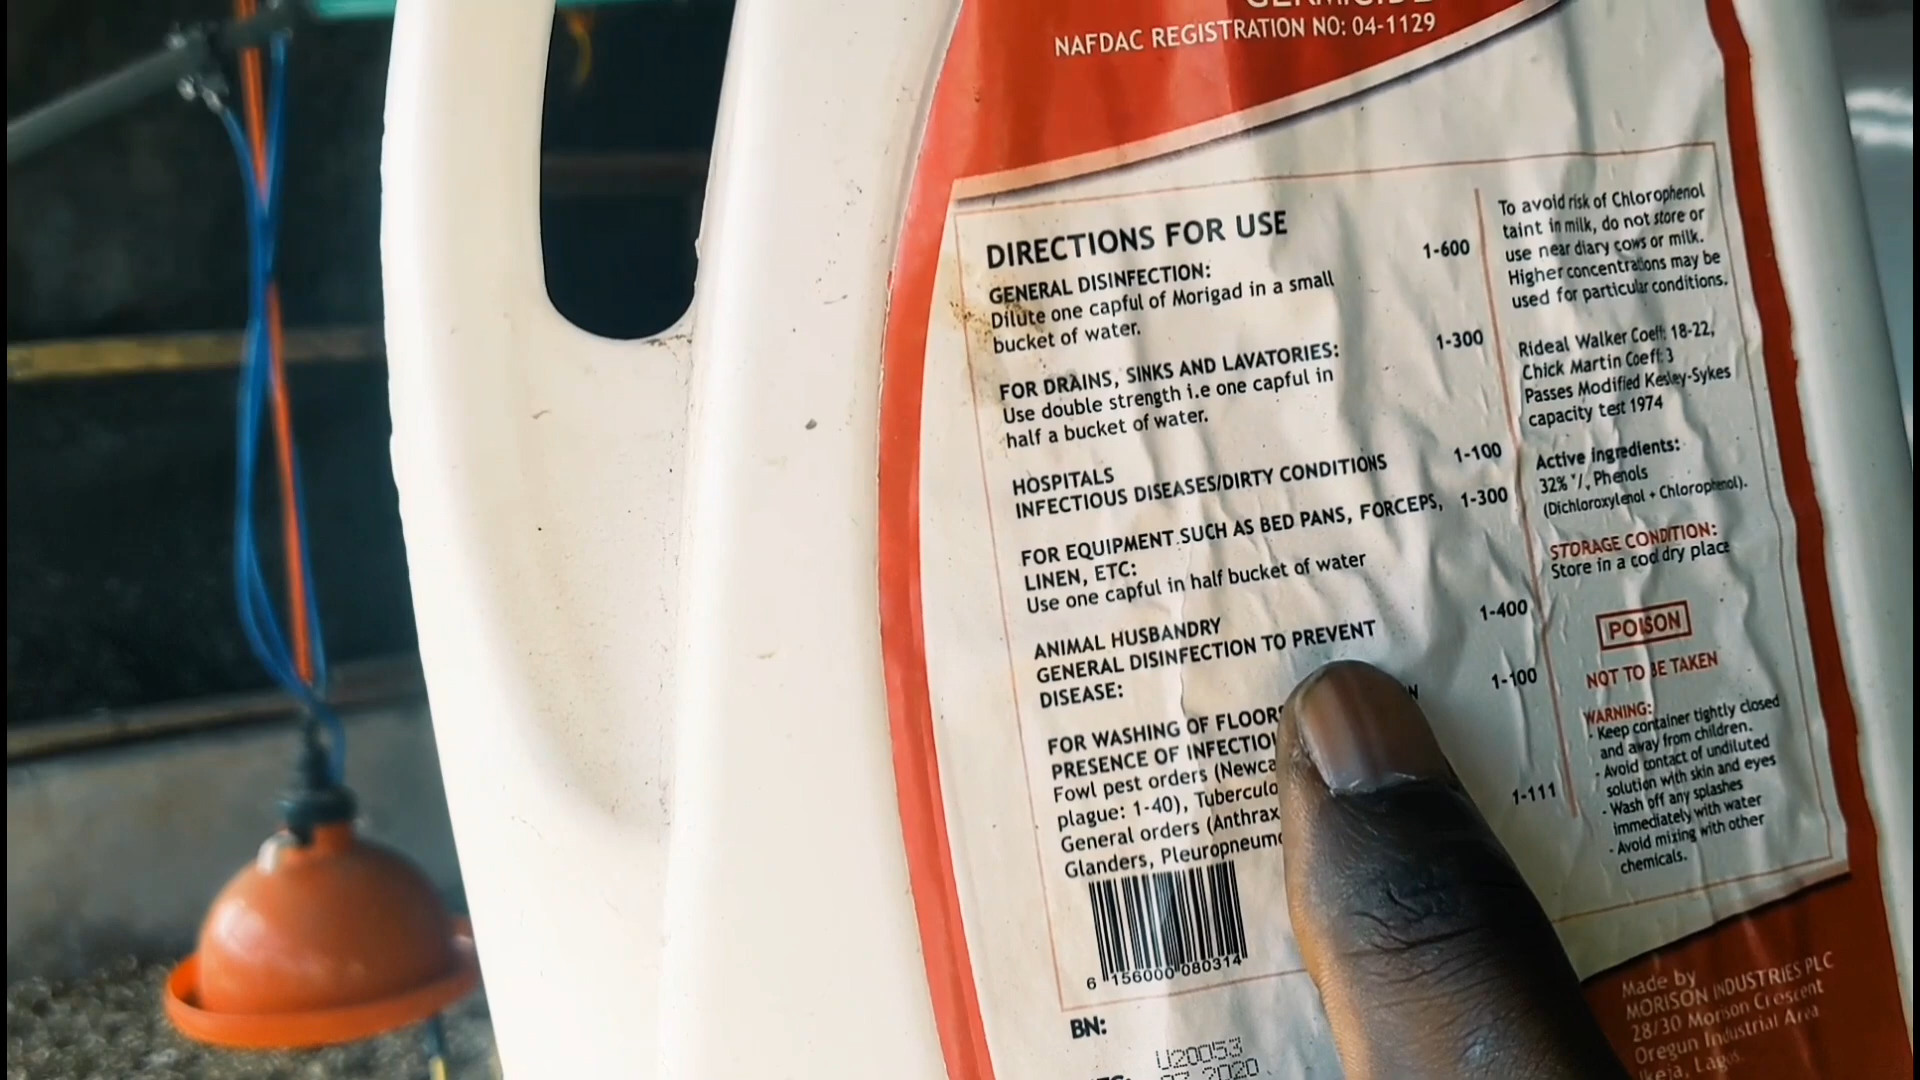 GERMICIDE
NAFDAC REGISTRATION NO: 04-1129
DIRECTIONS FOR USE
GENERAL DISINFECTION: 1-600
Dilute one capful of Morigad in a small
bucket of water.
FOR DRAINS, SINKS AND LAVATORIES: 1-300
Use double strength i.e one capful in
half a bucket of water.
HOSPITALS
INFECTIOUS DISEASES/DIRTY CONDITIONS 1-100
FOR EQUIPMENT SUCH AS BED PANS, FORCEPS, 1-300
LINEN, ETC:
Use one capful in half bucket of water
ANIMAL HUSBANDRY
GENERAL DISINFECTION TO PREVENT 1-400
DISEASE:
FOR WASHING OF FLOORS 1-100
PRESENCE OF INFECTIO
Fowl pest orders (Newca
plague: 1-40), Tuberculo
General orders (Anthrax 1-111
Glanders, Pleuropneumo
6 156000 080314
BN:
U20053
07 2020
To avoid risk of Chlorophenol
taint in milk, do not store or
use near diary cows or milk.
Higher concentrations may be
used for particular conditions.
Rideal Walker Coeff: 18-22,
Chick Martin Coeff: 3
Passes Modified Kesley-Sykes
capacity test 1974
Active ingredients:
32% ᵛ/ᵥ Phenols
(Dichloroxylenol + Chlorophenol).
STORAGE CONDITION:
Store in a cool dry place
POISON
NOT TO BE TAKEN
WARNING:
- Keep container tightly closed
and away from children.
- Avoid contact of undiluted
solution with skin and eyes
- Wash off any splashes
immediately with water
- Avoid mixing with other
chemicals.
Made by
MORISON INDUSTRIES PLC
28/30 Morison Crescent
Oregun Industrial Area
Ikeja, Lagos.